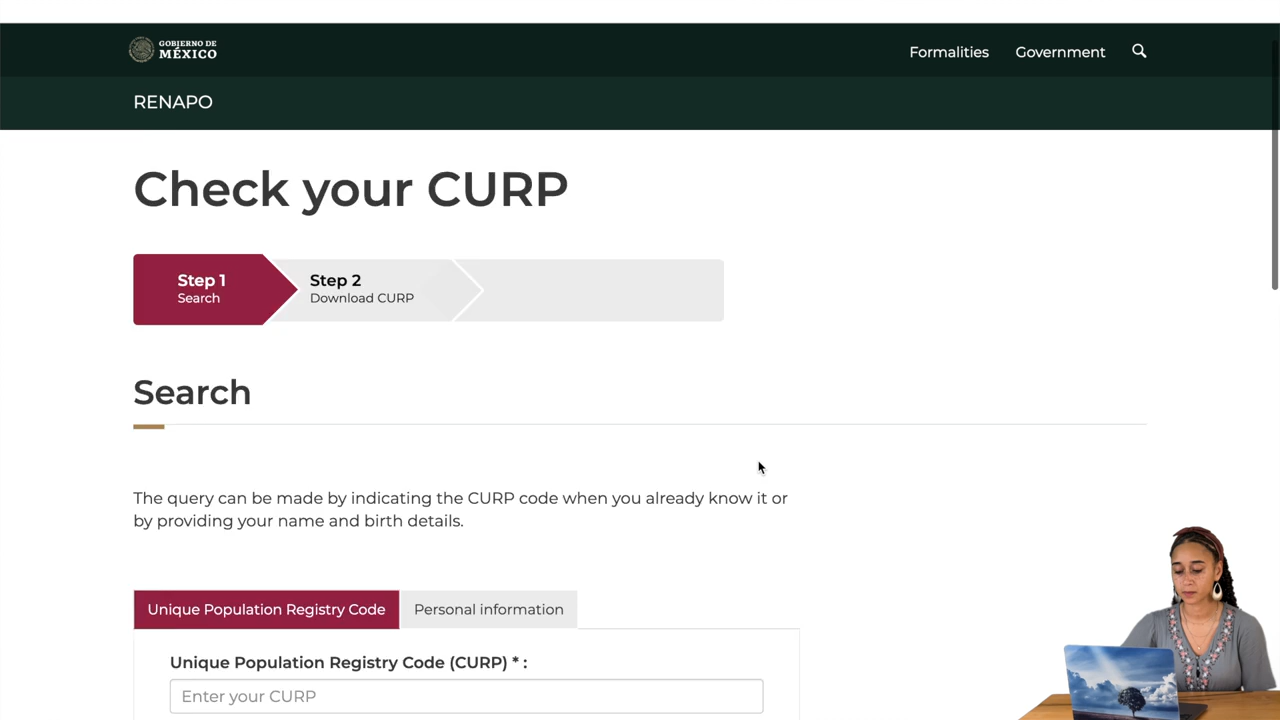 GOBIERNO DE
MÉXICO
Formalities
Government
RENAPO
Check your CURP
Step 1
Search
Step 2
Download CURP
Search
The query can be made by indicating the CURP code when you already know it or
by providing your name and birth details.
Unique Population Registry Code
Personal information
Unique Population Registry Code (CURP) * :
Enter your CURP